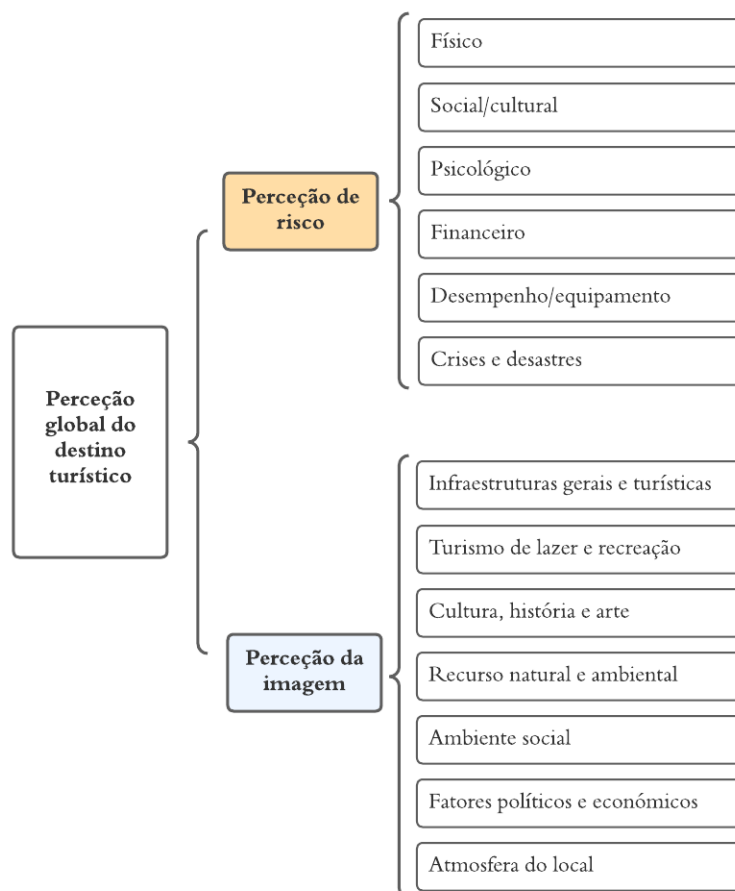 Perceção
global do
destino
turístico
Perceção de
risco
Físico
Social/cultural
Psicológico
Financeiro
Desempenho/equipamento
Crises e desastres
Perceção da
imagem
Infraestruturas gerais e turísticas
Turismo de lazer e recreação
Cultura, história e arte
Recurso natural e ambiental
Ambiente social
Fatores políticos e económicos
Atmosfera do local